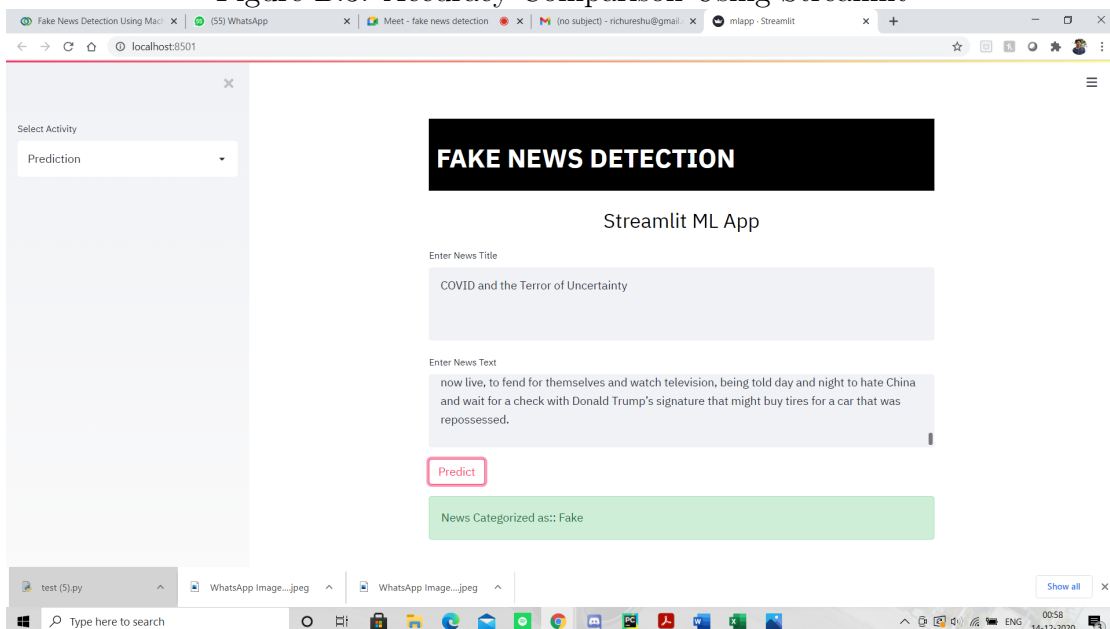 Fake News Detection Using Mach
(55) WhatsApp
Meet - fake news detection
(no subject) - richureshu@gmail.
mlapp · Streamlit
localhost:8501
Select Activity
Prediction
FAKE NEWS DETECTION
Streamlit ML App
Enter News Title
COVID and the Terror of Uncertainty
Enter News Text
now live, to fend for themselves and watch television, being told day and night to hate China
and wait for a check with Donald Trump's signature that might buy tires for a car that was
repossessed.
Predict
News Categorized as:: Fake
test (5).py
WhatsApp Image....jpeg
WhatsApp Image....jpeg
Show all
Type here to search
ENG
00:58
14-12-2020